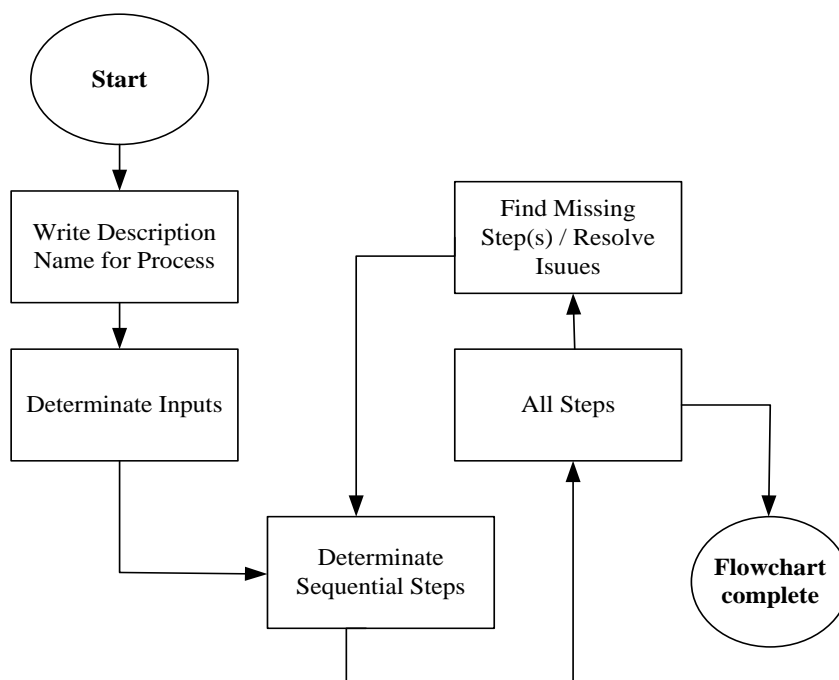 Start
Write Description
Name for Process
Determinate Inputs
Determinate
Sequential Steps
Find Missing
Step(s) / Resolve
Isuues
All Steps
Flowchart
complete